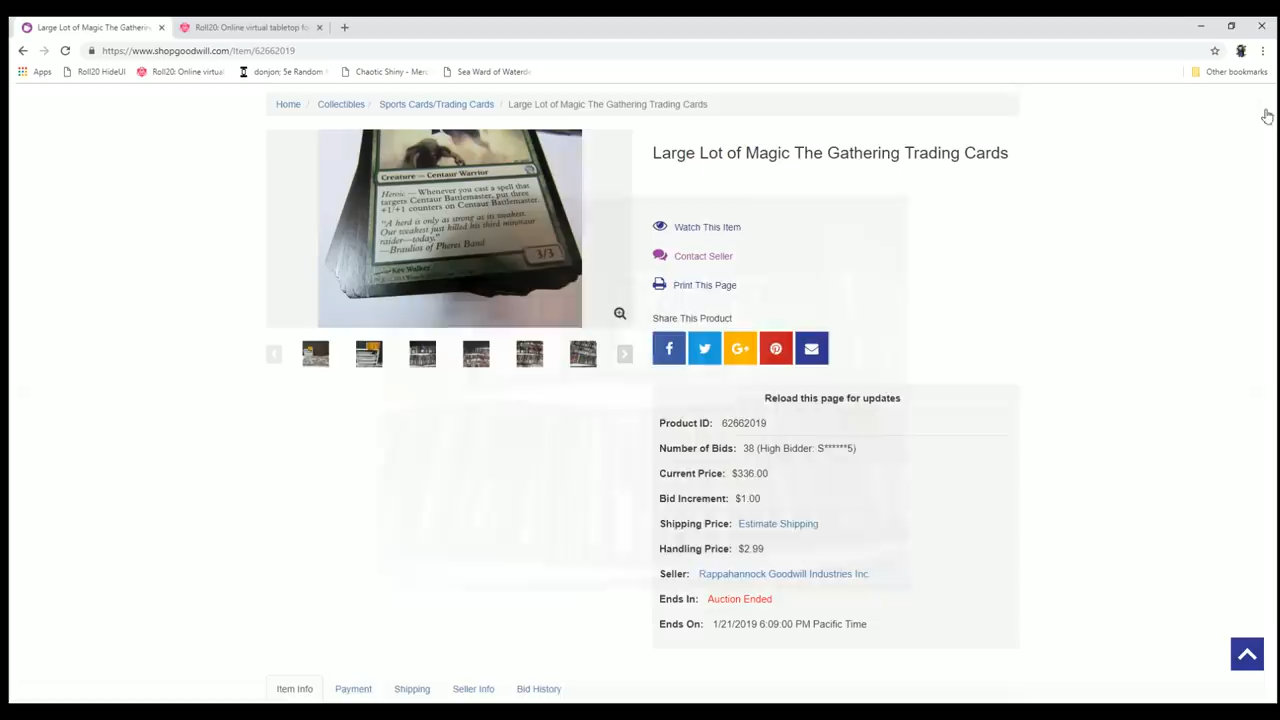 Large Lot of Magic The Gatherin
Roll20: Online virtual tabletop fo
https://www.shopgoodwill.com/Item/62662019
Apps
Roll20 HideUI
Roll20: Online virtual
donjon; 5e Random
Chaotic Shiny - Merc
Sea Ward of Waterde
Other bookmarks
Home / Collectibles / Sports Cards/Trading Cards / Large Lot of Magic The Gathering Trading Cards
Creature — Centaur Warrior
Heroic — Whenever you cast a spell that
targets Centaur Battlemaster, put three
+1/+1 counters on Centaur Battlemaster.
"A herd is only as strong as its weakest.
Our weakest just killed his third minotaur
raider—today."
—Braulios of Pheres Band
3/3
Large Lot of Magic The Gathering Trading Cards
Watch This Item
Contact Seller
Print This Page
Share This Product
f
G+
Reload this page for updates
Product ID: 62662019
Number of Bids: 38 (High Bidder: S******5)
Current Price: $336.00
Bid Increment: $1.00
Shipping Price: Estimate Shipping
Handling Price: $2.99
Seller: Rappahannock Goodwill Industries Inc.
Ends In: Auction Ended
Ends On: 1/21/2019 6:09:00 PM Pacific Time
Item Info
Payment
Shipping
Seller Info
Bid History